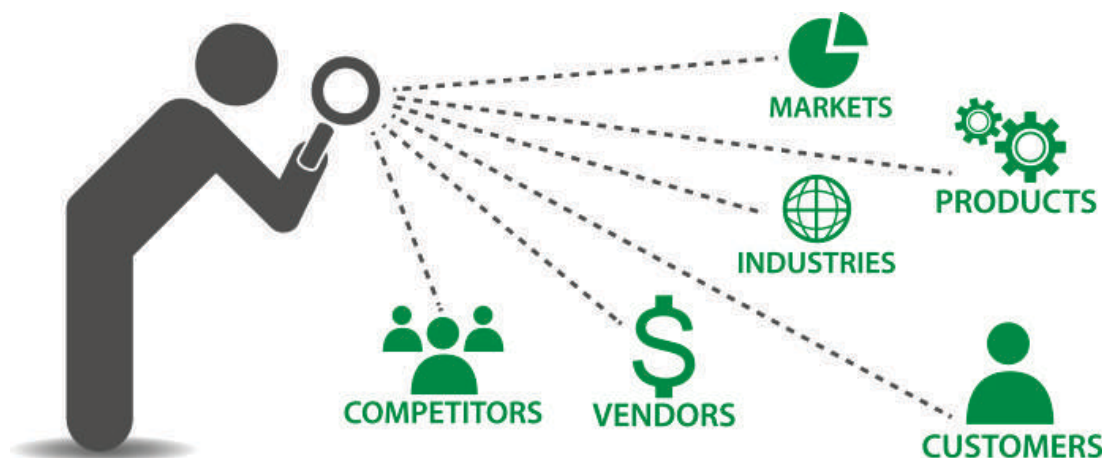 MARKETS
PRODUCTS
INDUSTRIES
COMPETITORS
VENDORS
CUSTOMERS